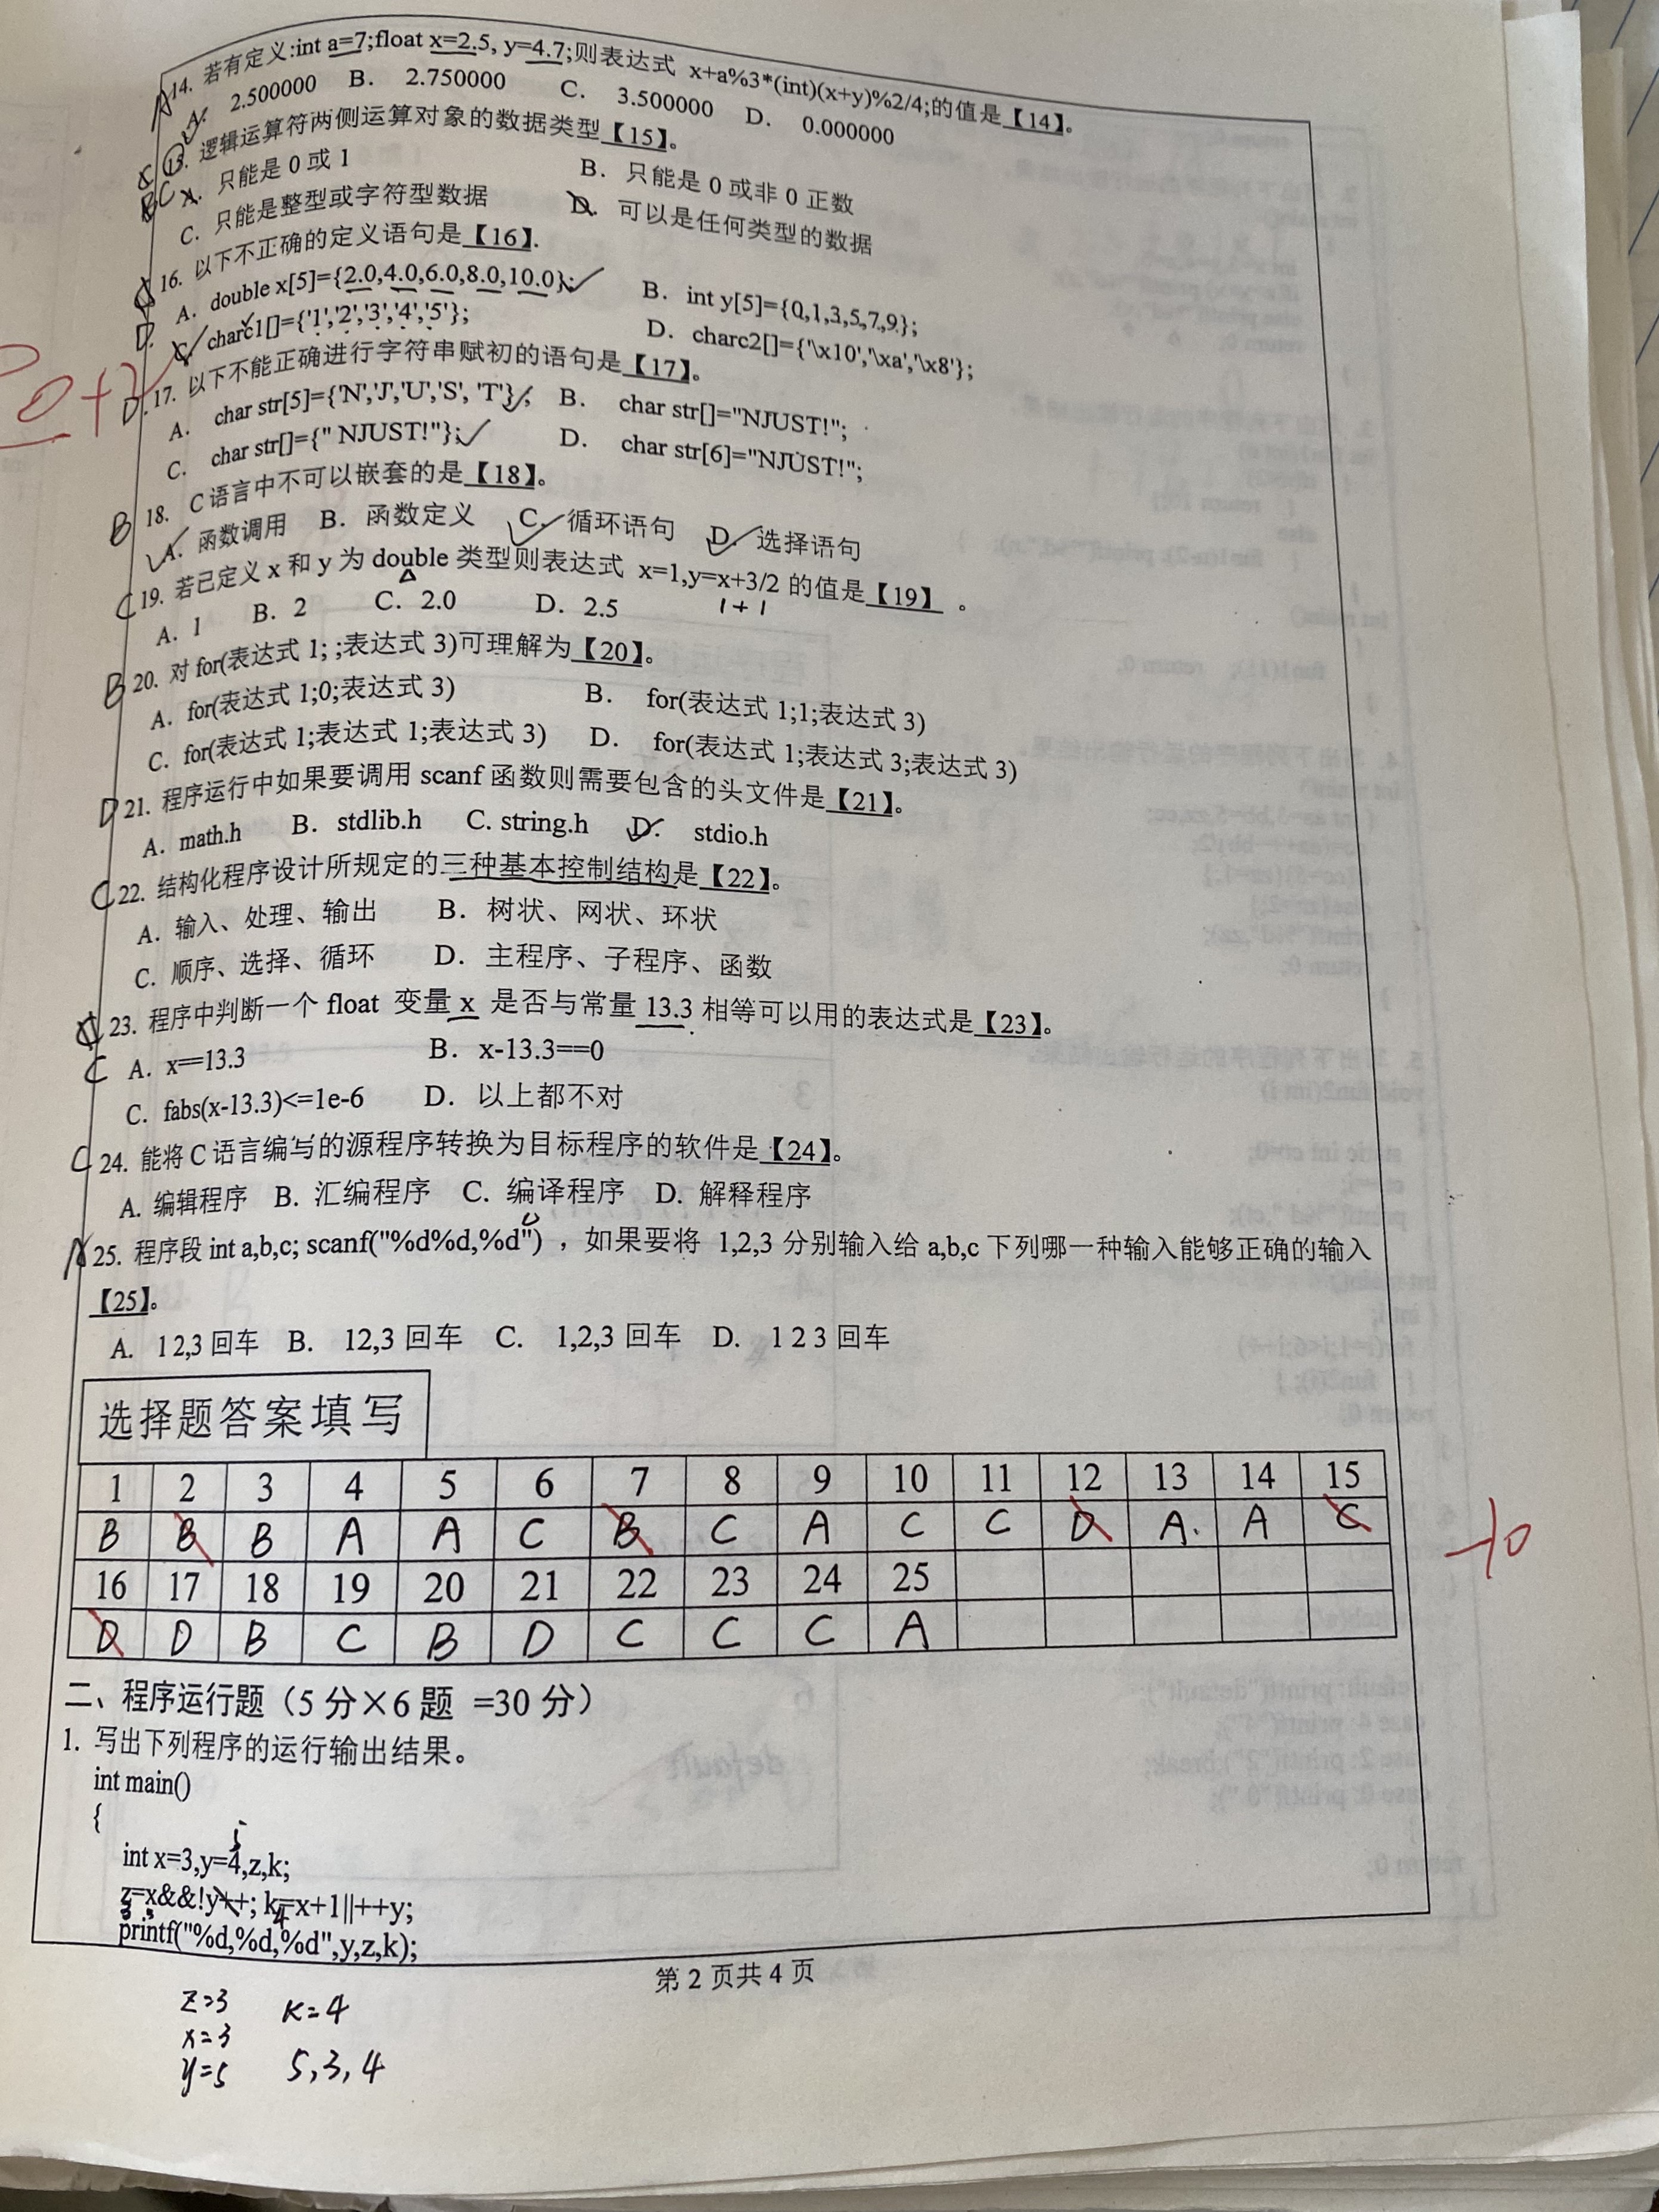 A 14. 若有定义:int a=7;float x=2.5, y=4.7;则表达式 x+a%3*(int)(x+y)%2/4;的值是【14】。
A. 2.500000 B. 2.750000 C. 3.500000 D. 0.000000
15. 逻辑运算符两侧运算对象的数据类型【15】。
A. 只能是 0 或 1 B. 只能是 0 或非 0 正数
C. 只能是整型或字符型数据 D. 可以是任何类型的数据
16. 以下不正确的定义语句是【16】.
A. double x[5]={2.0,4.0,6.0,8.0,10.0}; B. int y[5]={0,1,3,5,7,9};
D. C. charc1[]={'1','2','3','4','5'}; D. charc2[]={'\x10','\xa','\x8'};
D. 17. 以下不能正确进行字符串赋初的语句是【17】。
A. char str[5]={'N','J','U','S', 'T'}; B. char str[]="NJUST!";
C. char str[]={" NJUST!"}; D. char str[6]="NJUST!";
B 18. C 语言中不可以嵌套的是【18】。
A. 函数调用 B. 函数定义 C. 循环语句 D. 选择语句
C 19. 若已定义 x 和 y 为 double 类型则表达式 x=1,y=x+3/2 的值是【19】 。
1+1
A. 1 B. 2 C. 2.0 D. 2.5
B 20. 对 for(表达式 1; ;表达式 3)可理解为【20】。
A. for(表达式 1;0;表达式 3) B. for(表达式 1;1;表达式 3)
C. for(表达式 1;表达式 1;表达式 3) D. for(表达式 1;表达式 3;表达式 3)
D 21. 程序运行中如果要调用 scanf 函数则需要包含的头文件是【21】。
A. math.h B. stdlib.h C. string.h D. stdio.h
C 22. 结构化程序设计所规定的三种基本控制结构是【22】。
A. 输入、处理、输出 B. 树状、网状、环状
C. 顺序、选择、循环 D. 主程序、子程序、函数
23. 程序中判断一个 float 变量 x 是否与常量 13.3 相等可以用的表达式是【23】。
C A. x==13.3 B. x-13.3==0
C. fabs(x-13.3)<=1e-6 D. 以上都不对
C 24. 能将 C 语言编写的源程序转换为目标程序的软件是【24】。
A. 编辑程序 B. 汇编程序 C. 编译程序 D. 解释程序
A 25. 程序段 int a,b,c; scanf("%d%d,%d") ，如果要将 1,2,3 分别输入给 a,b,c 下列哪一种输入能够正确的输入
【25】。
A. 1 2,3 回车 B. 12,3 回车 C. 1,2,3 回车 D. 1 2 3 回车
选择题答案填写
1 2 3 4 5 6 7 8 9 10 11 12 13 14 15
B B B A A C B C A C C D A. A C
-10
16 17 18 19 20 21 22 23 24 25
D D B C B D C C C A
二、程序运行题（5 分×6 题 =30 分）
1. 写出下列程序的运行输出结果。
int main()
{
5
int x=3,y=4,z,k;
z=x&&!y++; k=x+1||++y;
3 3 4
printf("%d,%d,%d",y,z,k);
第 2 页共 4 页
z=3 K=4
x=3
y=5 5,3,4